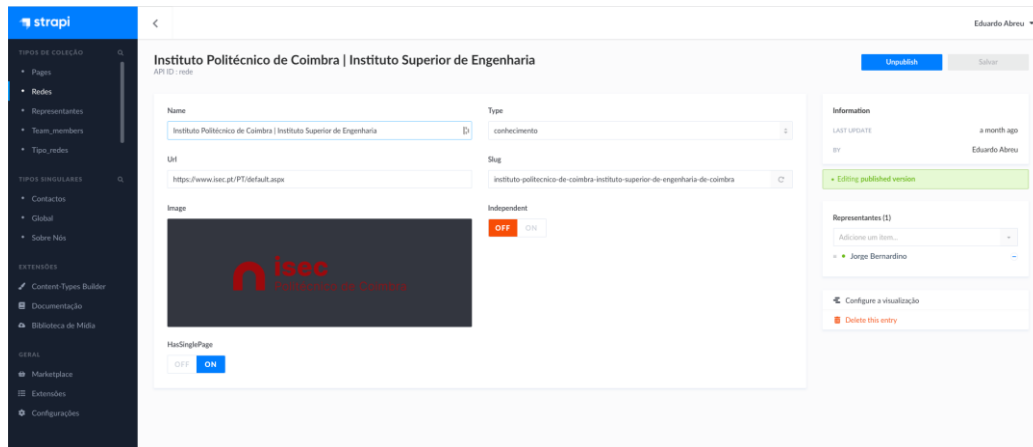 strapi
Eduardo Abreu
TIPOS DE COLEÇÃO
Pages
Redes
Representantes
Team_members
Tipo_redes
TIPOS SINGULARES
Contactos
Global
Sobre Nós
EXTENSÕES
Content-Types Builder
Documentação
Biblioteca de Mídia
GERAL
Marketplace
Extensões
Configurações
Instituto Politécnico de Coimbra | Instituto Superior de Engenharia
API ID : rede
Unpublish
Salvar
Name
Instituto Politécnico de Coimbra | Instituto Superior de Engenharia
Type
conhecimento
Url
https://www.isec.pt/PT/default.aspx
Slug
instituto-politecnico-de-coimbra-instituto-superior-de-engenharia-de-coimbra
Image
isec
Politécnico de Coimbra
Independent
OFF ON
HasSinglePage
OFF ON
Information
LAST UPDATE a month ago
BY Eduardo Abreu
Editing published version
Representantes (1)
Adicione um item...
Jorge Bernardino
Configure a visualização
Delete this entry